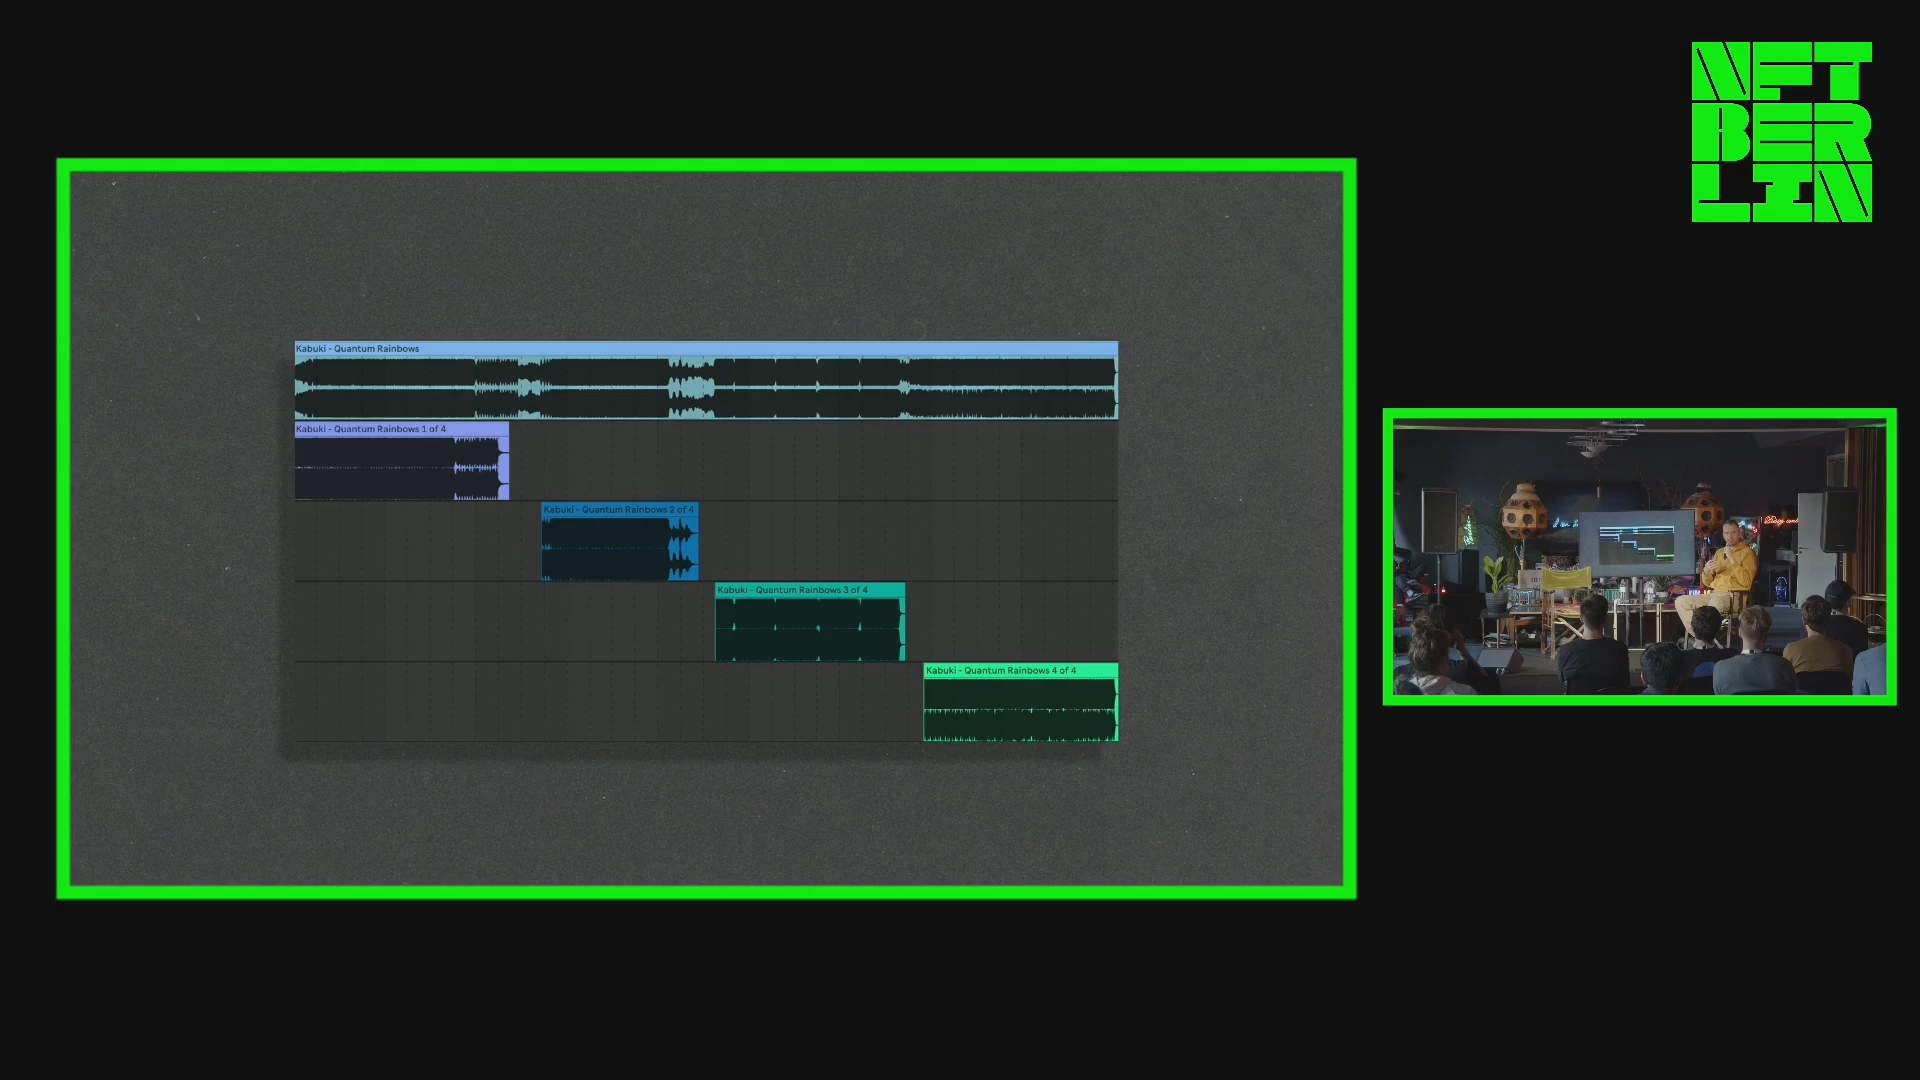 NFT
BER
LIN
Kabuki - Quantum Rainbows
Kabuki - Quantum Rainbows 1 of 4
Kabuki - Quantum Rainbows 2 of 4
Kabuki - Quantum Rainbows 3 of 4
Kabuki - Quantum Rainbows 4 of 4